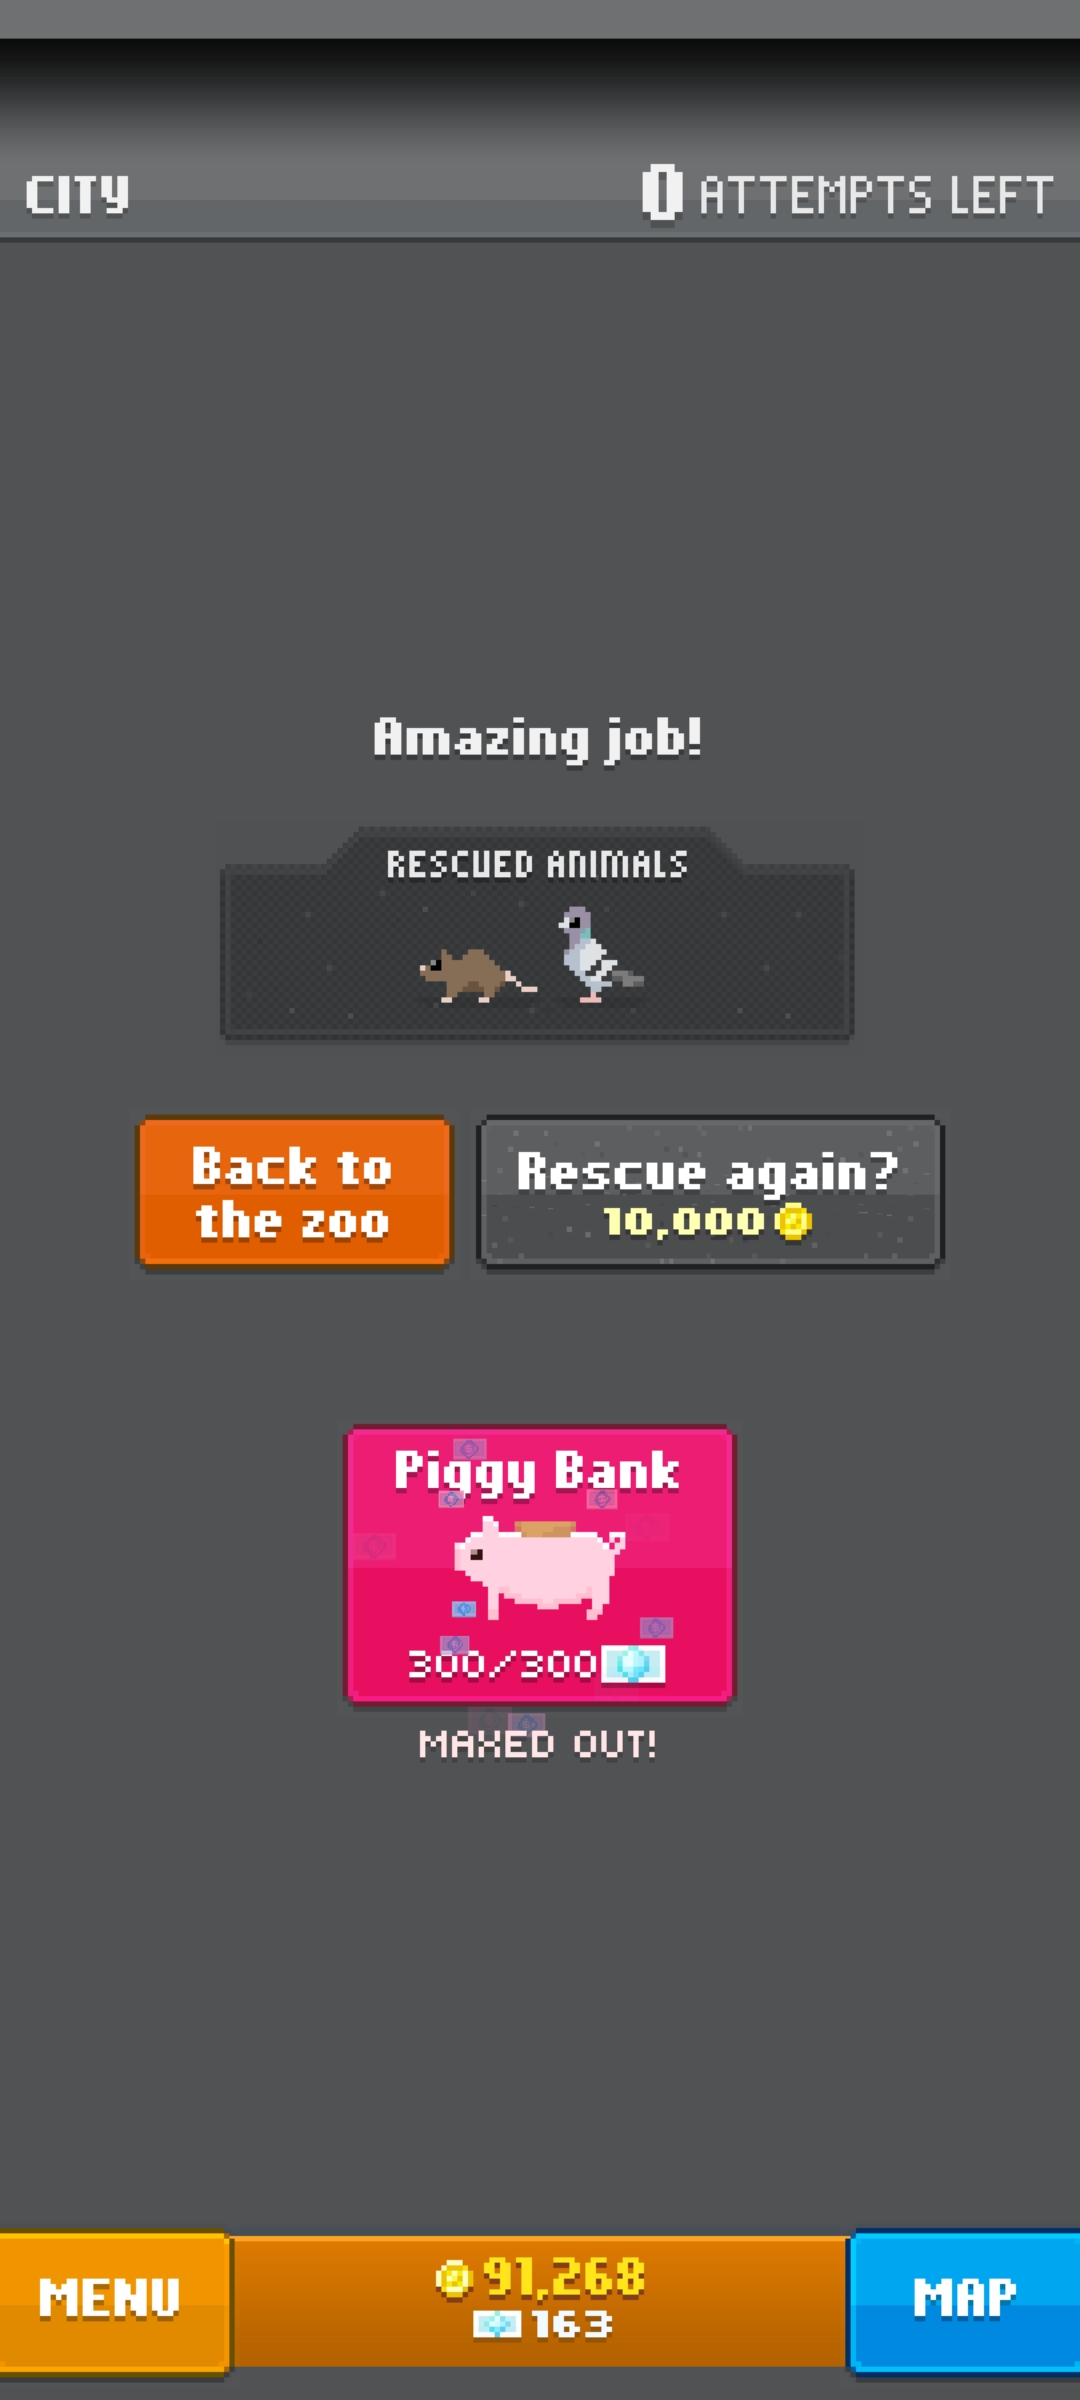 CITY
0 ATTEMPTS LEFT
Amazing job!
RESCUED ANIMALS
Back to
the zoo
Rescue again?
10,000
Piggy Bank
300/300
MAXED OUT!
MENU
91,268
163
MAP